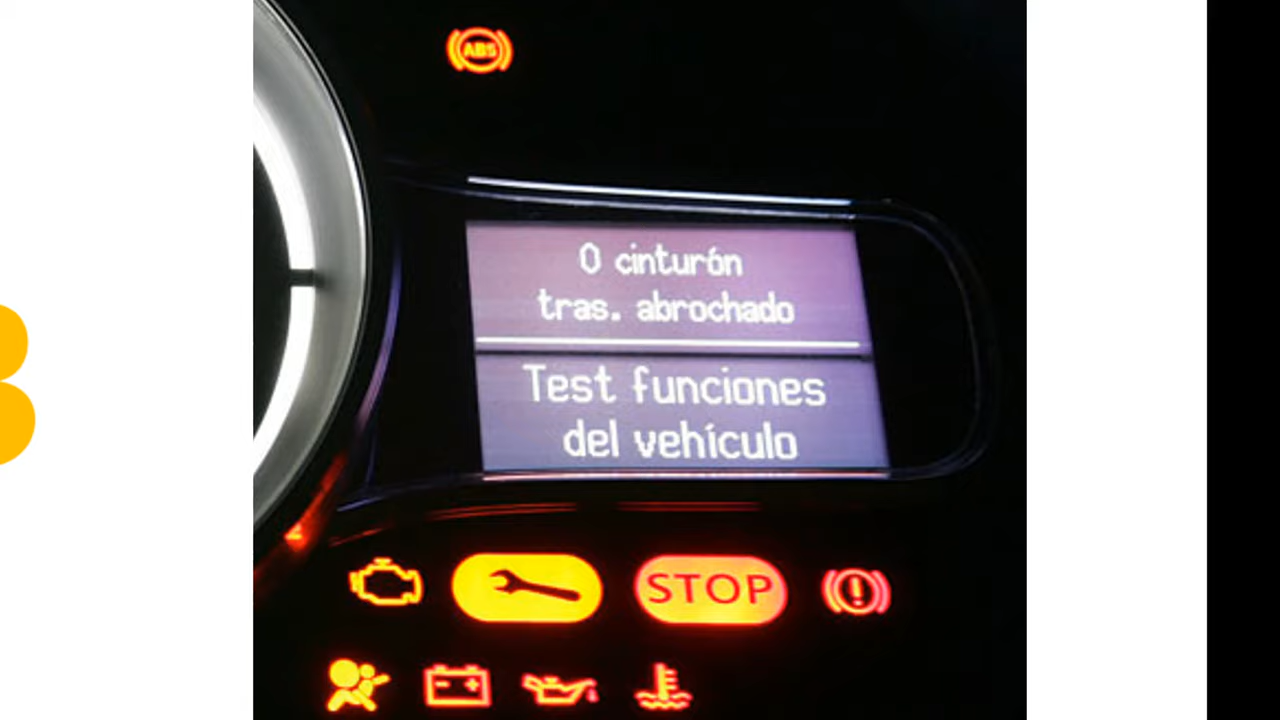 ABS
0 cinturón
tras. abrochado
Test funciones
del vehículo
STOP